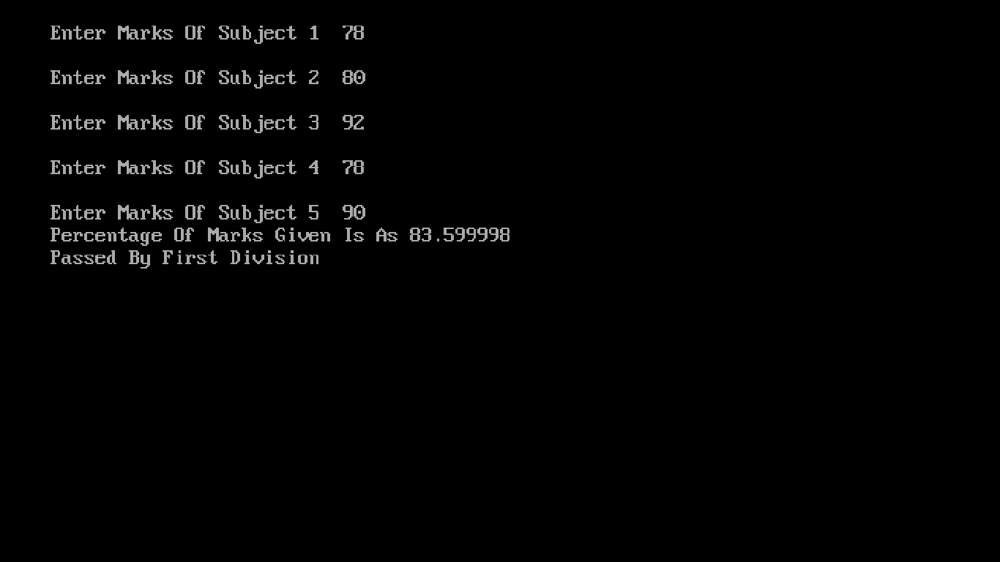 Enter Marks Of Subject 1  78
Enter Marks Of Subject 2  80
Enter Marks Of Subject 3  92
Enter Marks Of Subject 4  78
Enter Marks Of Subject 5  90
Percentage Of Marks Given Is As 83.599998
Passed By First Division